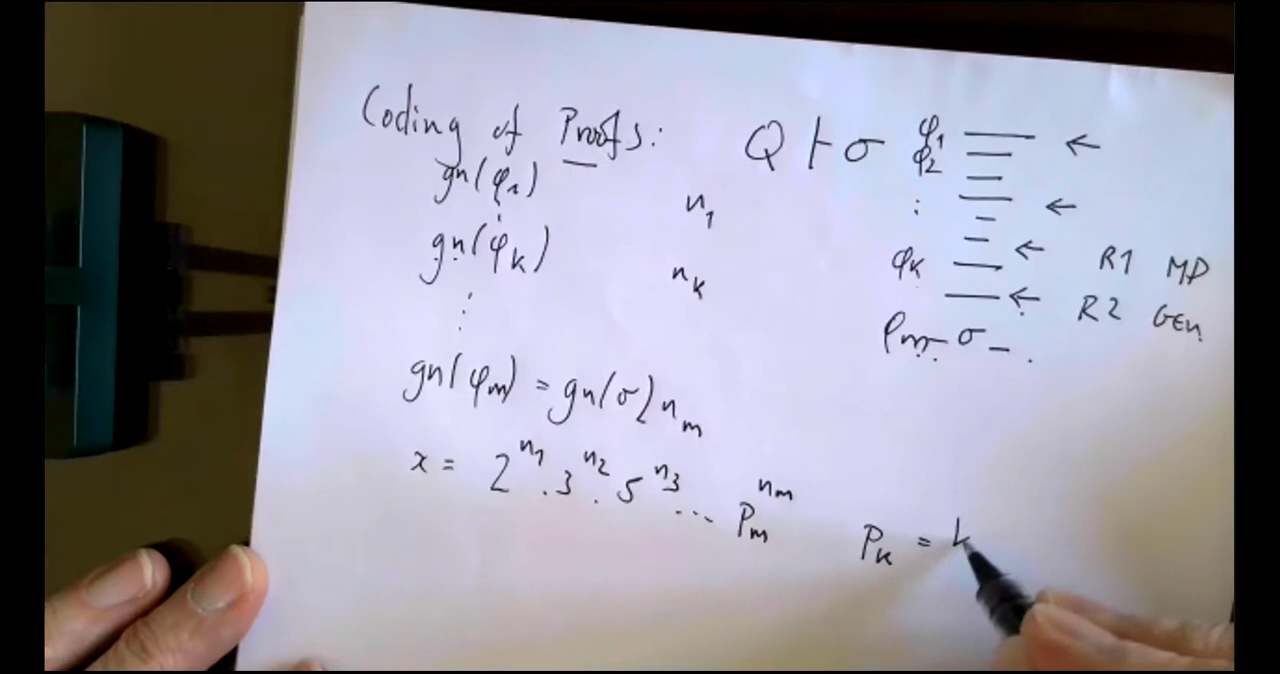 Coding of Proofs:
gn(φ₁)
n₁
⋮
gn(φₖ)
nₖ
⋮
gn(φₘ) = gn(σ) nₘ
x = 2^n₁ . 3^n₂ . 5^n₃ ... Pₘ^nₘ
Pₖ = k
Q ⊢ σ
φ₁ ←
φ₂
⋮ ←
φₖ ← R1 MP
← R2 Gen
φₘ σ